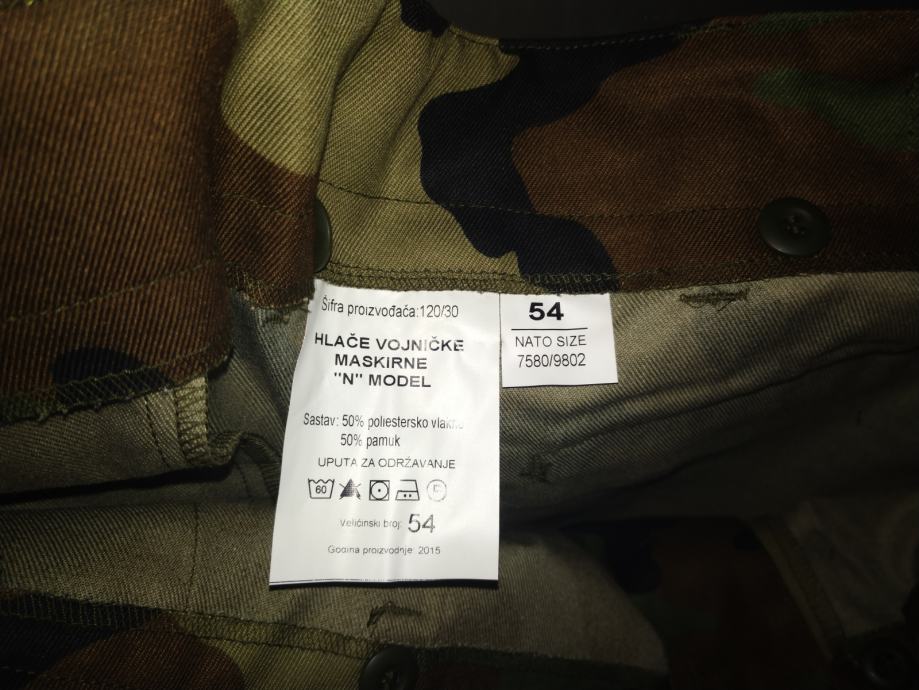 Šifra proizvođača:120/30
HLAČE VOJNIČKE
MASKIRNE
"N" MODEL
Sastav: 50% poliestersko vlakno
50% pamuk
UPUTA ZA ODRŽAVANJE
60
Veličinski broj: 54
Godina proizvodnje: 2015
54
NATO SIZE
7580/9802